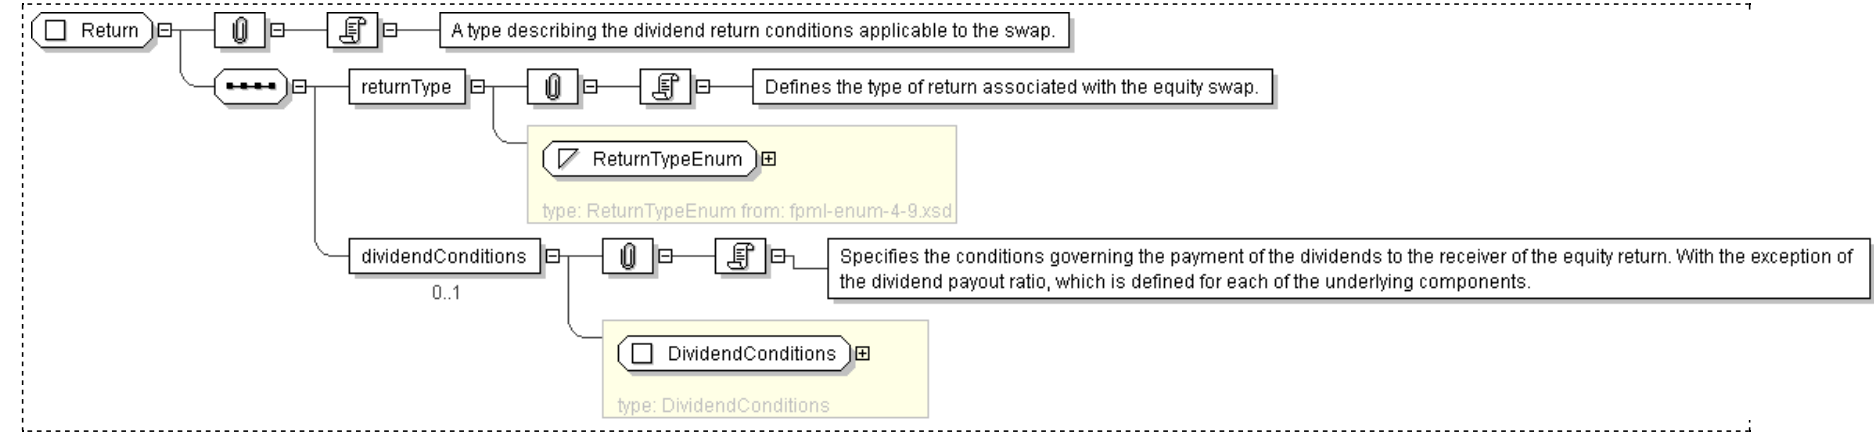 Return
A type describing the dividend return conditions applicable to the swap.
returnType
Defines the type of return associated with the equity swap.
ReturnTypeEnum
type: ReturnTypeEnum from: fpml-enum-4-9.xsd
dividendConditions
0..1
Specifies the conditions governing the payment of the dividends to the receiver of the equity return. With the exception of
the dividend payout ratio, which is defined for each of the underlying components.
DividendConditions
type: DividendConditions